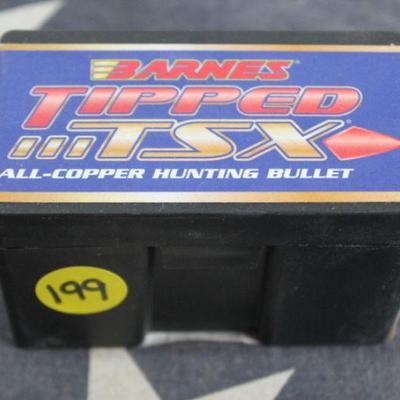 BARNES
TIPPED
TSX
ALL-COPPER HUNTING BULLET
199